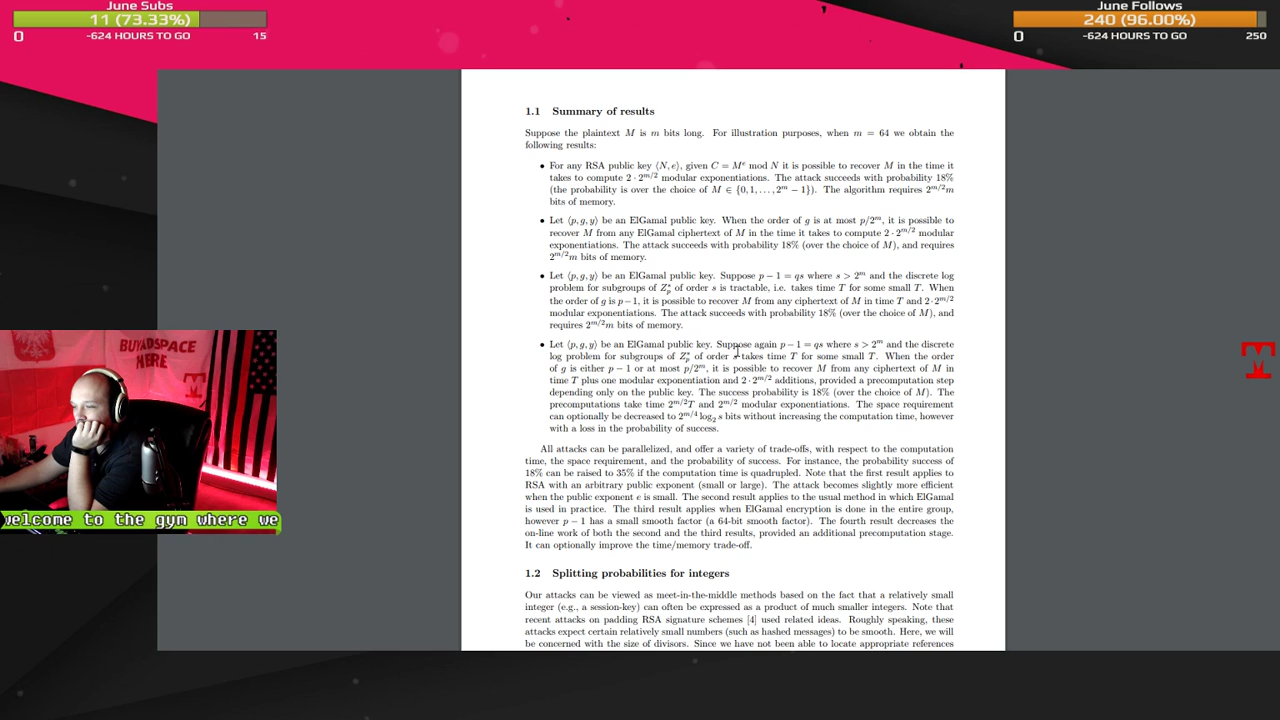 June Subs
11 (73.33%)
0
-624 HOURS TO GO
15
June Follows
240 (96.00%)
0
-624 HOURS TO GO
250
1.1 Summary of results
Suppose the plaintext M is m bits long. For illustration purposes, when m = 64 we obtain the
following results:
• For any RSA public key ⟨N, e⟩, given C = M^e mod N it is possible to recover M in the time it
takes to compute 2 · 2^{m/2} modular exponentiations. The attack succeeds with probability 18%
(the probability is over the choice of M ∈ {0, 1, . . . , 2^m − 1}). The algorithm requires 2^{m/2}m
bits of memory.
• Let ⟨p, g, y⟩ be an ElGamal public key. When the order of g is at most p/2^m, it is possible to
recover M from any ElGamal ciphertext of M in the time it takes to compute 2 · 2^{m/2} modular
exponentiations. The attack succeeds with probability 18% (over the choice of M), and requires
2^{m/2}m bits of memory.
• Let ⟨p, g, y⟩ be an ElGamal public key. Suppose p − 1 = qs where s > 2^m and the discrete log
problem for subgroups of Z_p^* of order s is tractable, i.e. takes time T for some small T. When
the order of g is p−1, it is possible to recover M from any ciphertext of M in time T and 2·2^{m/2}
modular exponentiations. The attack succeeds with probability 18% (over the choice of M), and
requires 2^{m/2}m bits of memory.
• Let ⟨p, g, y⟩ be an ElGamal public key. Suppose again p − 1 = qs where s > 2^m and the discrete
log problem for subgroups of Z_p^* of order s takes time T for some small T. When the order
of g is either p − 1 or at most p/2^m, it is possible to recover M from any ciphertext of M in
time T plus one modular exponentiation and 2 · 2^{m/2} additions, provided a precomputation step
depending only on the public key. The success probability is 18% (over the choice of M). The
precomputations take time 2^{m/2}T and 2^{m/2} modular exponentiations. The space requirement
can optionally be decreased to 2^{m/4} log_2 s bits without increasing the computation time, however
with a loss in the probability of success.
All attacks can be parallelized, and offer a variety of trade-offs, with respect to the computation
time, the space requirement, and the probability of success. For instance, the probability success of
18% can be raised to 35% if the computation time is quadrupled. Note that the first result applies to
RSA with an arbitrary public exponent (small or large). The attack becomes slightly more efficient
when the public exponent e is small. The second result applies to the usual method in which ElGamal
is used in practice. The third result applies when ElGamal encryption is done in the entire group,
however p − 1 has a small smooth factor (a 64-bit smooth factor). The fourth result decreases the
on-line work of both the second and the third results, provided an additional precomputation stage.
It can optionally improve the time/memory trade-off.
1.2 Splitting probabilities for integers
Our attacks can be viewed as meet-in-the-middle methods based on the fact that a relatively small
integer (e.g., a session-key) can often be expressed as a product of much smaller integers. Note that
recent attacks on padding RSA signature schemes [4] used related ideas. Roughly speaking, these
attacks expect certain relatively small numbers (such as hashed messages) to be smooth. Here, we will
be concerned with the size of divisors. Since we have not been able to locate appropriate references
BUY ADSPACE
HERE
welcome to the gym where we